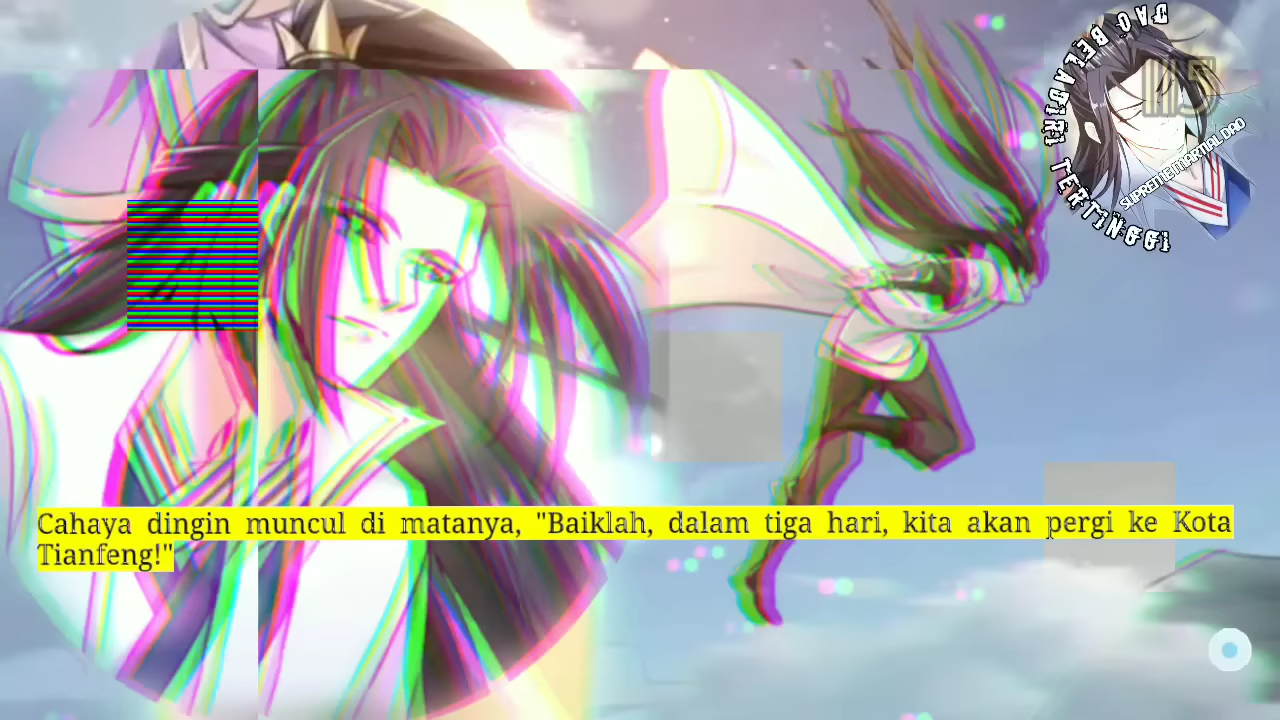 DAO BELADIRI TERTINGGI
SUPREME MARTIAL DAO
Cahaya dingin muncul di matanya, "Baiklah, dalam tiga hari, kita akan pergi ke Kota
Tianfeng!"